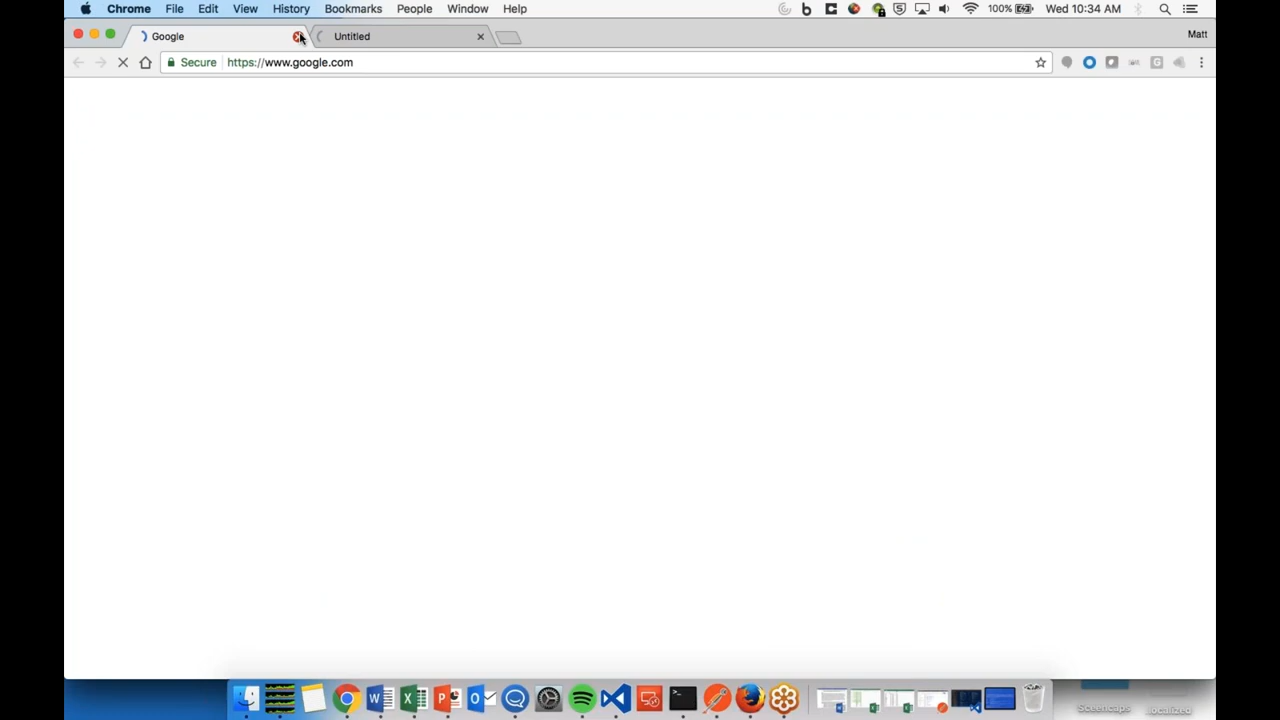 Chrome File Edit View History Bookmarks People Window Help 100% Wed 10:34 AM
Google Untitled Matt
Secure https://www.google.com
Screencaps